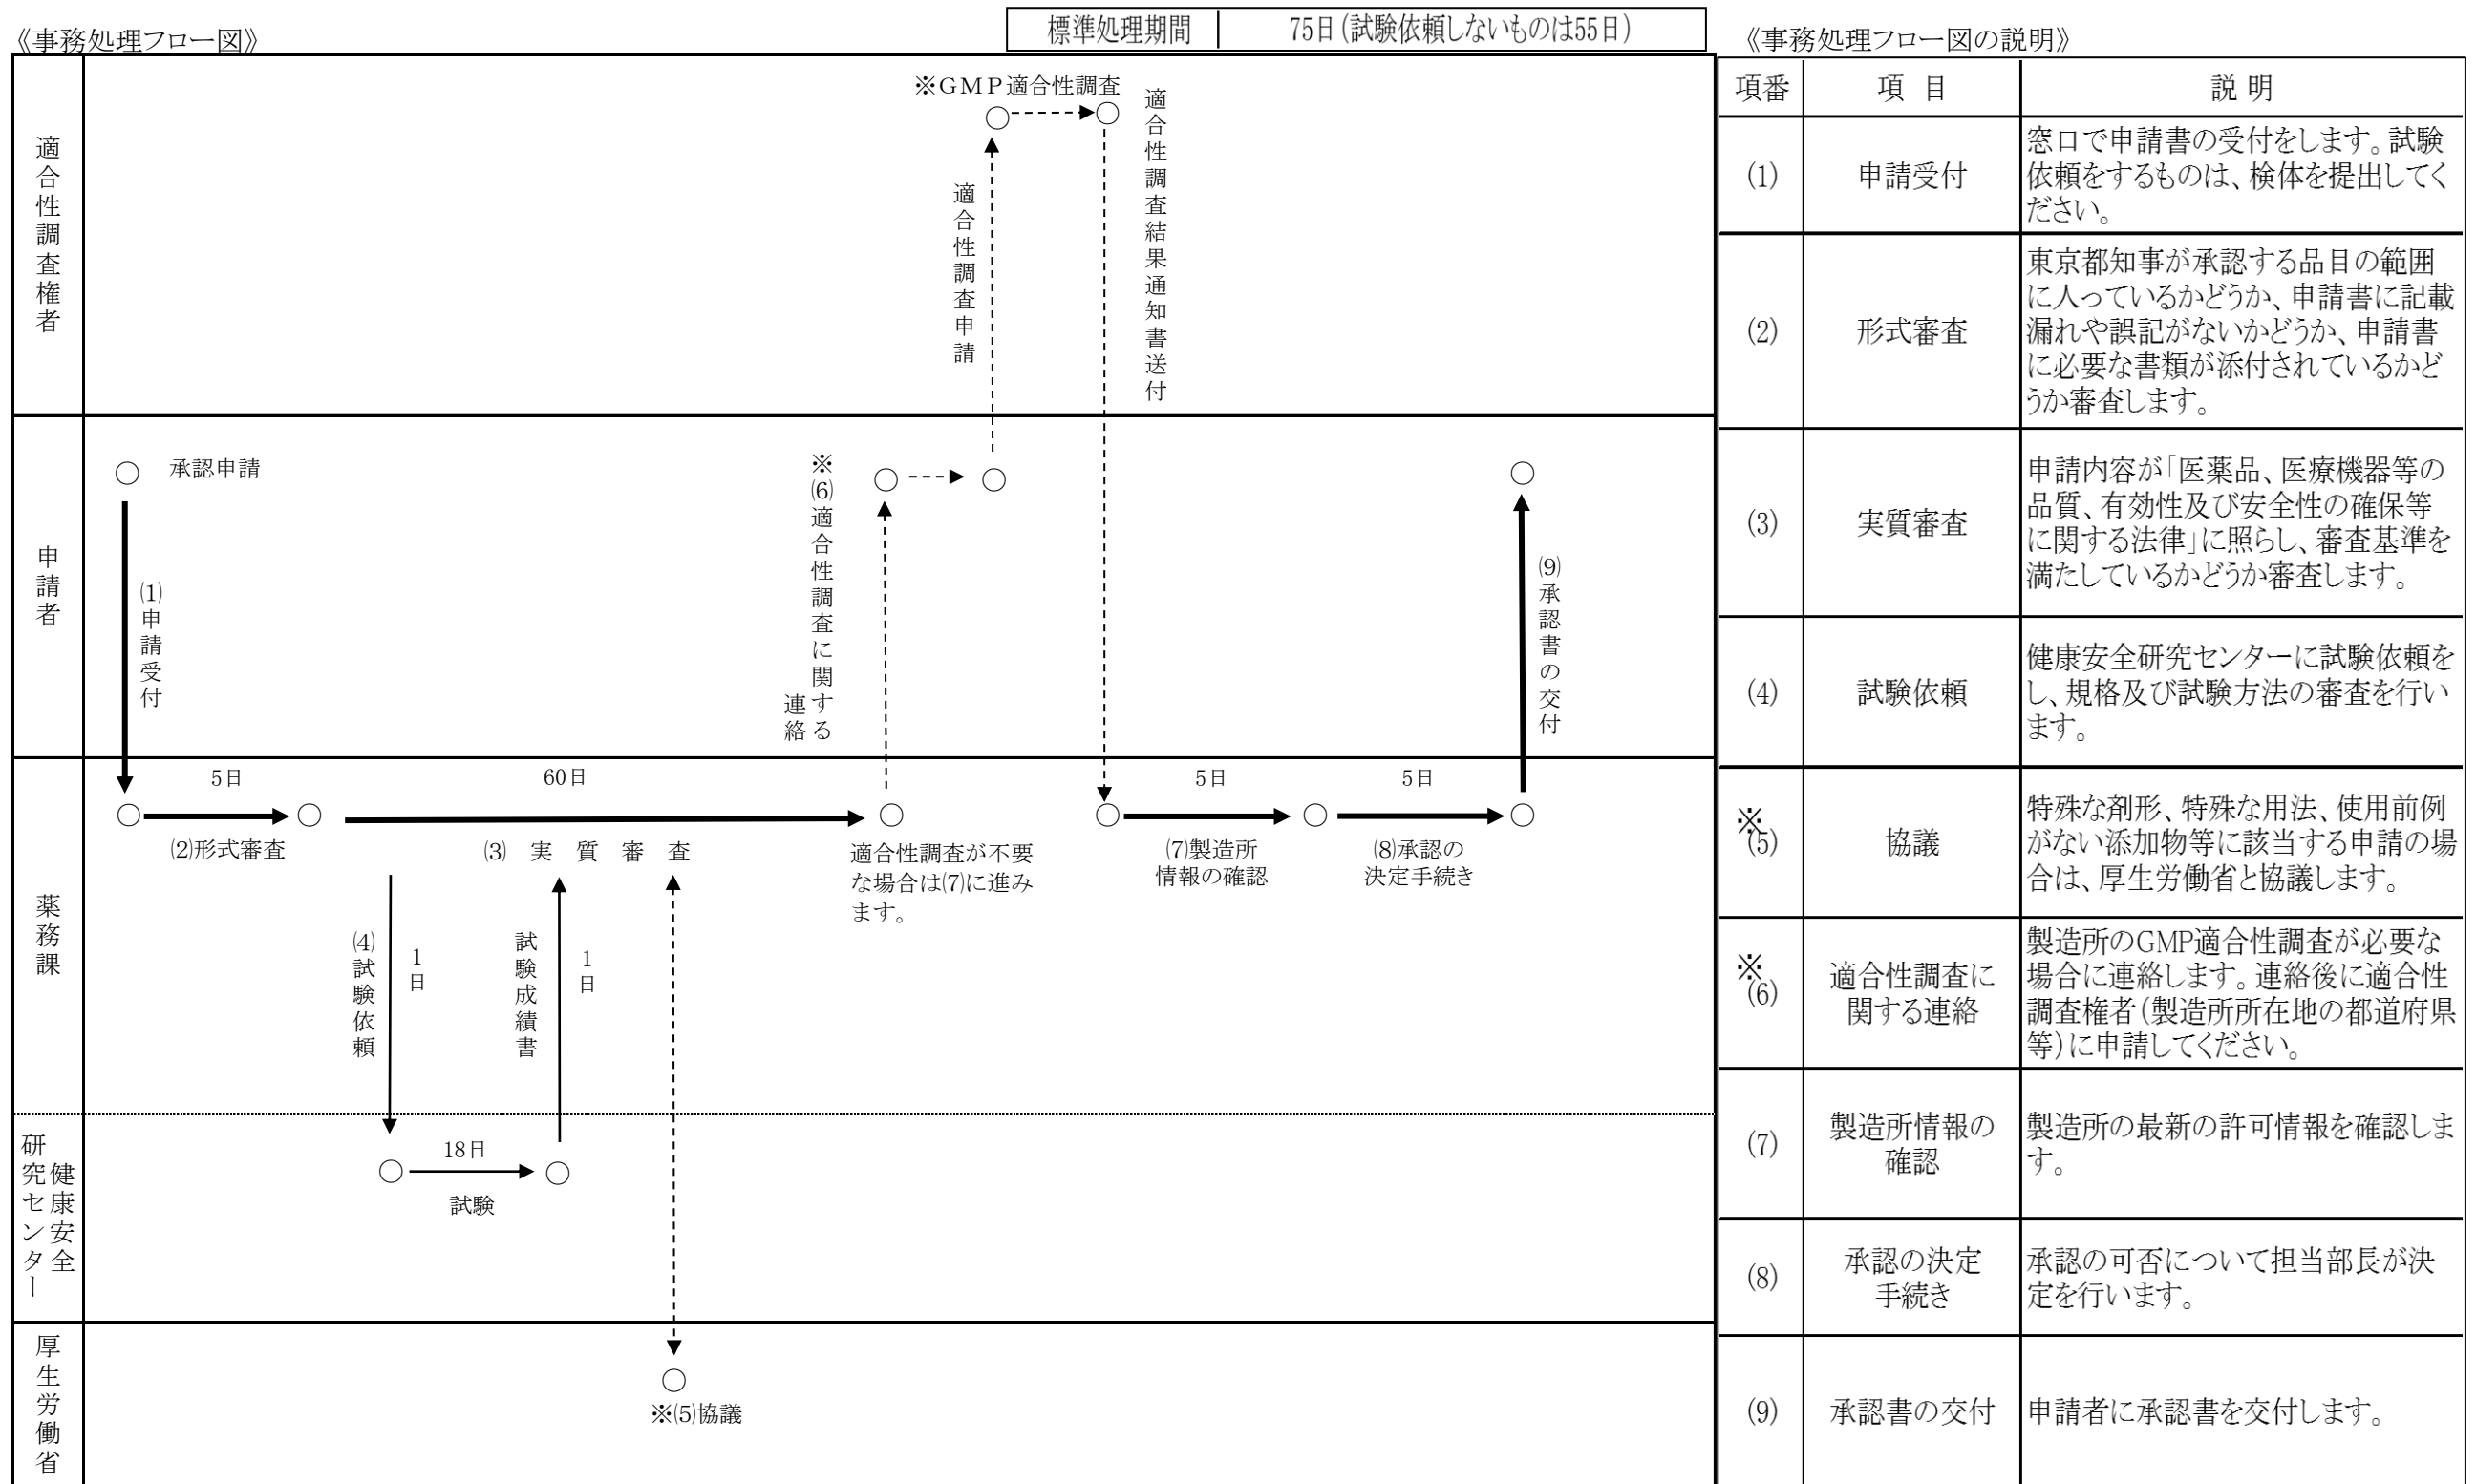 《事務処理フロー図》
標準処理期間
75日(試験依頼しないものは55日)
《事務処理フロー図の説明》
適合性調査権者
※GMP適合性調査
適合性調査申請
適合性調査結果通知書送付
申請者
承認申請
(1)申請受付
※(6)適合性調査に関する
連絡
(9)承認書の交付
薬務課
5日
(2)形式審査
60日
(3) 実質審査
適合性調査が不要
な場合は(7)に進み
ます。
5日
(7)製造所
情報の確認
5日
(8)承認の
決定手続き
(4)試験依頼
1日
試験成績書
1日
健康安全
研究センター
18日
試験
厚生労働省
※(5)協議
項番
項 目
説 明
(1)
申請受付
窓口で申請書の受付をします。試験
依頼をするものは、検体を提出してく
ださい。
(2)
形式審査
東京都知事が承認する品目の範囲
に入っているかどうか、申請書に記載
漏れや誤記がないかどうか、申請書
に必要な書類が添付されているかど
うか審査します。
(3)
実質審査
申請内容が「医薬品、医療機器等の
品質、有効性及び安全性の確保等
に関する法律」に照らし、審査基準を
満たしているかどうか審査します。
(4)
試験依頼
健康安全研究センターに試験依頼を
し、規格及び試験方法の審査を行い
ます。
※
(5)
協議
特殊な剤形、特殊な用法、使用前例
がない添加物等に該当する申請の場
合は、厚生労働省と協議します。
※
(6)
適合性調査に
関する連絡
製造所のGMP適合性調査が必要な
場合に連絡します。連絡後に適合性
調査権者(製造所所在地の都道府県
等)に申請してください。
(7)
製造所情報の
確認
製造所の最新の許可情報を確認しま
す。
(8)
承認の決定
手続き
承認の可否について担当部長が決
定を行います。
(9)
承認書の交付
申請者に承認書を交付します。